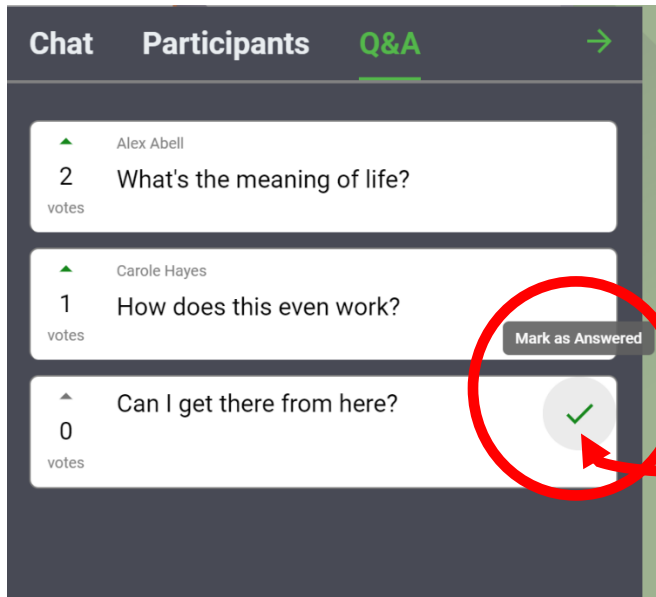 Chat Participants Q&A
Alex Abell
2 What's the meaning of life?
votes
Carole Hayes
1 How does this even work?
votes
Mark as Answered
Can I get there from here?
0
votes